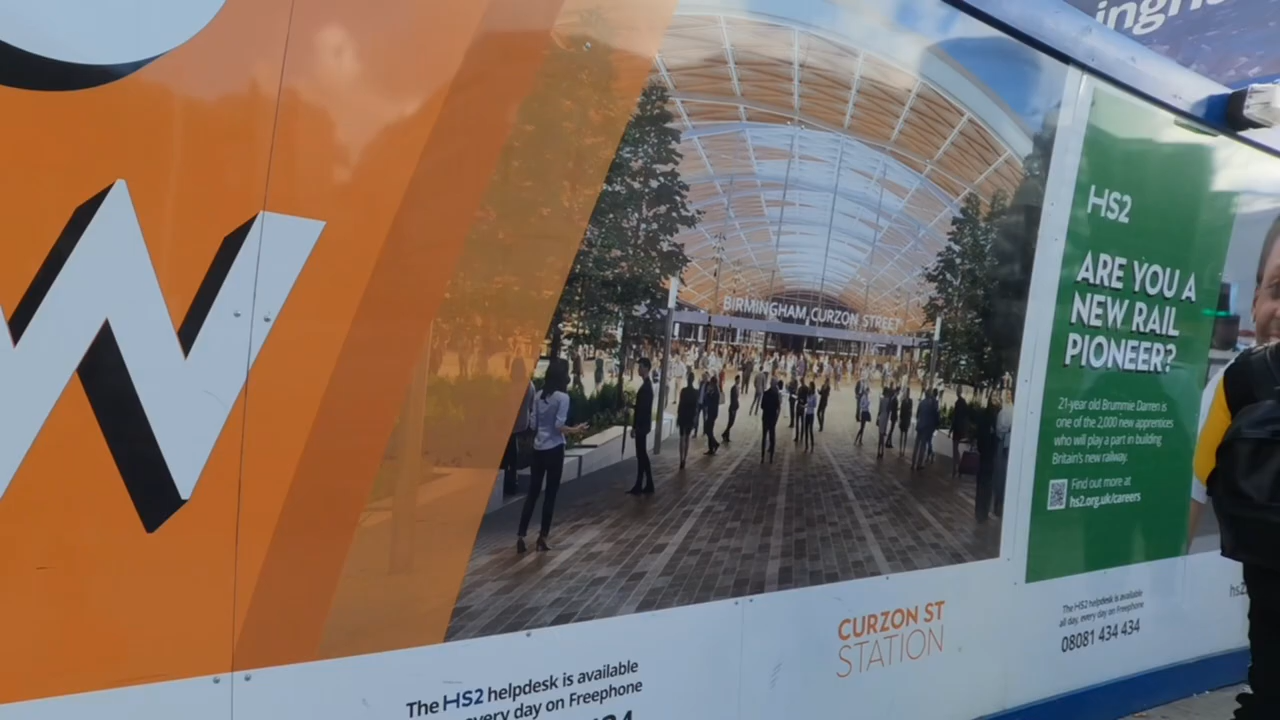 W
BIRMINGHAM CURZON STREET
HS2
ARE YOU A
NEW RAIL
PIONEER?
21-year old Brummie Darren is
one of the 2,000 new apprentices
who will play a part in building
Britain's new railway.
Find out more at
hs2.org.uk/careers
CURZON ST
STATION
The HS2 helpdesk is available
all day, every day on Freephone
08081 434 434
The HS2 helpdesk is available
every day on Freephone